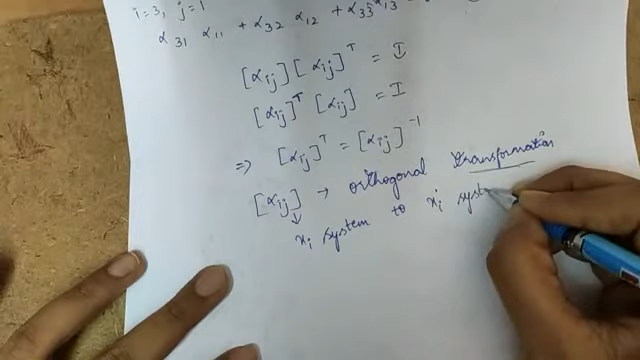 i=3, j=1
α31 α11 + α32 α12 + α33 α13
[αij][αij]^T = I
[αij]^T [αij] = I
⇒ [αij]^T = [αij]^-1
[αij] → orthogonal transformation
↓
xi system to xi' syst